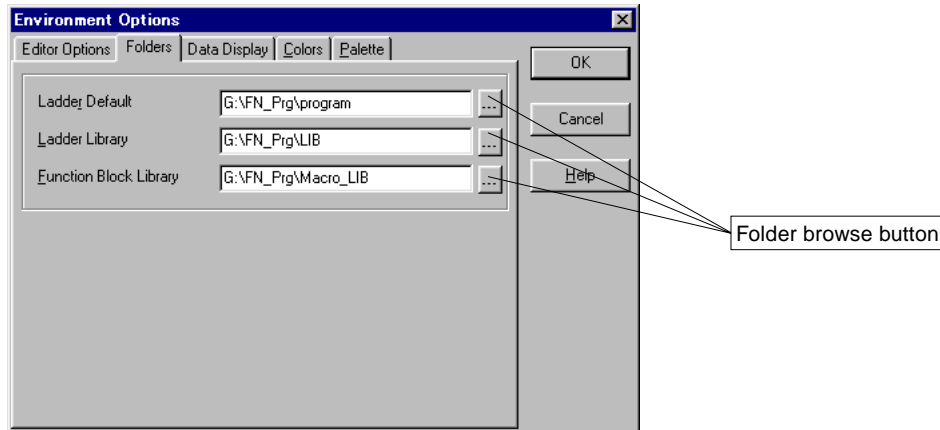 Environment Options
Editor Options Folders Data Display Colors Palette
OK
Ladder Default G:\FN_Prg\program ...
Cancel
Ladder Library G:\FN_Prg\LIB ...
Function Block Library G:\FN_Prg\Macro_LIB ...
Help
Folder browse button